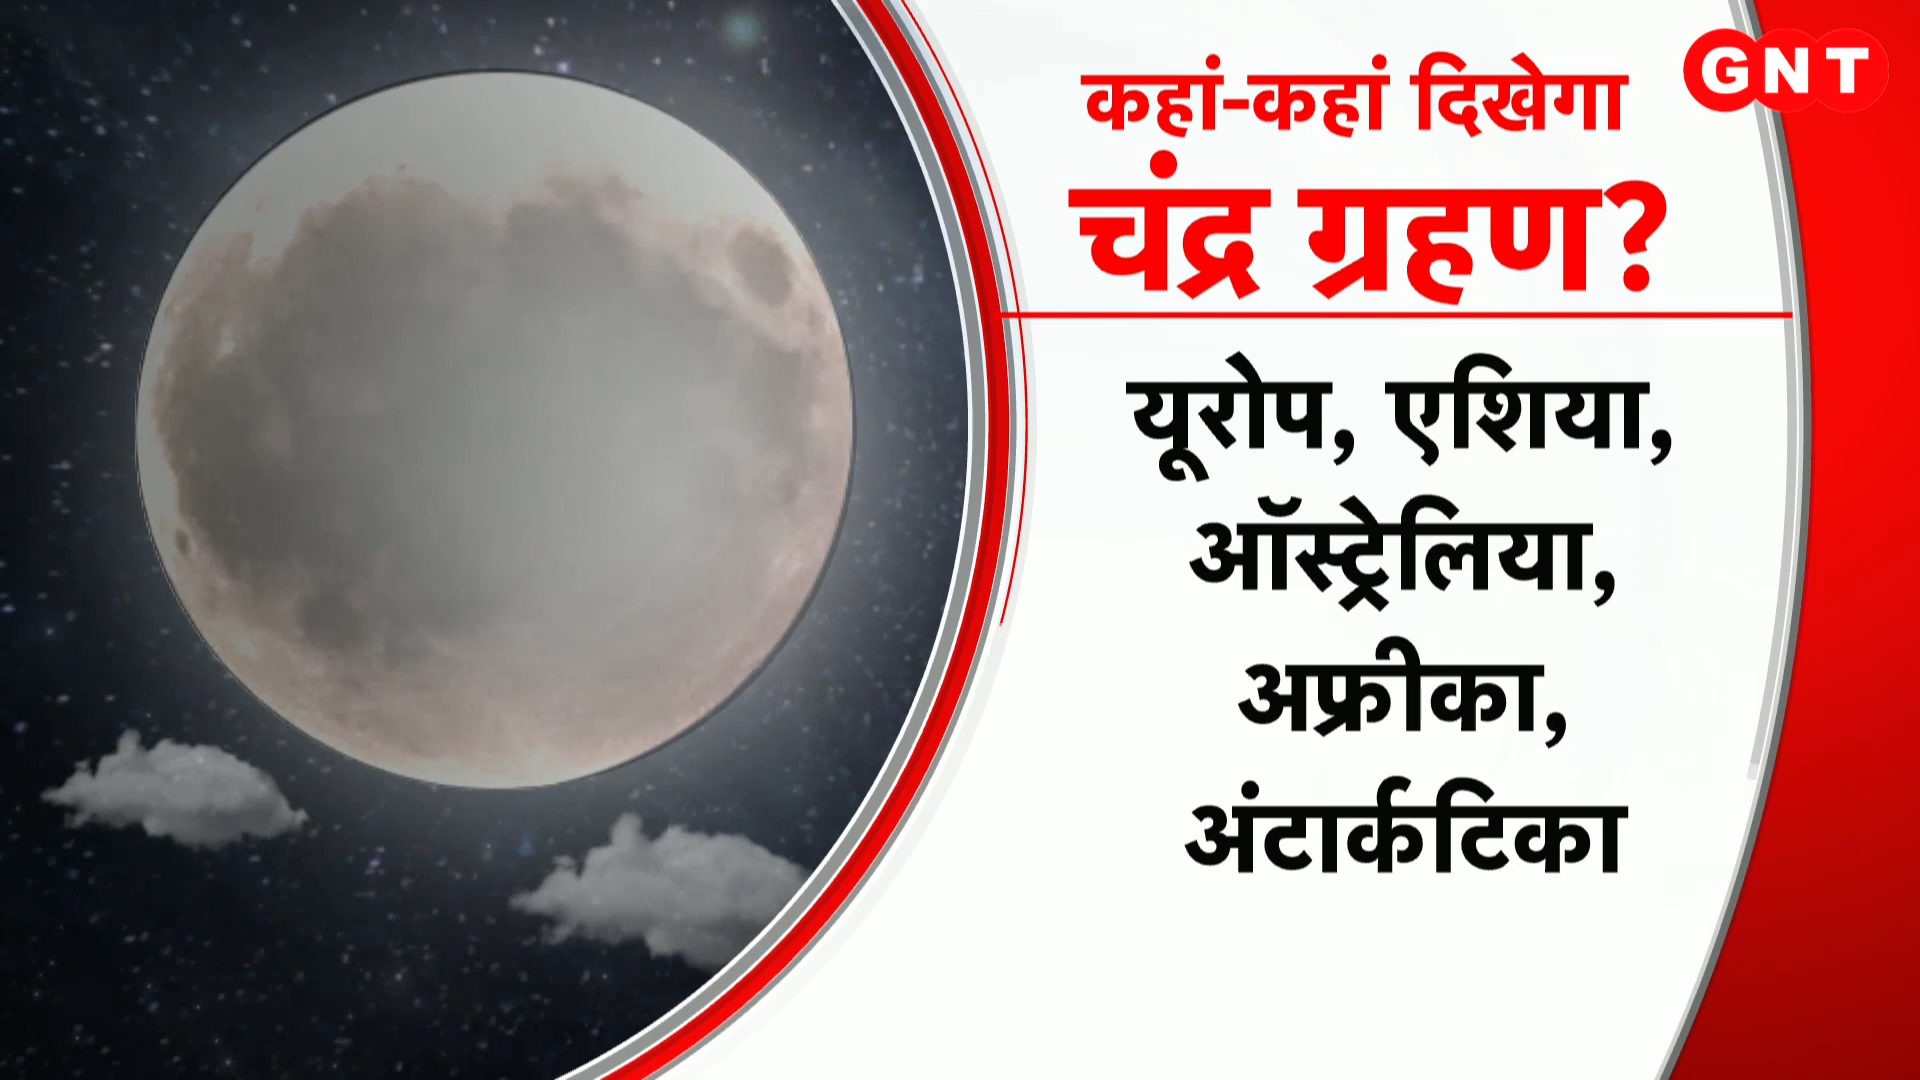 कहां-कहां दिखेगा
GNT
चंद्र ग्रहण?
यूरोप, एशिया,
ऑस्ट्रेलिया,
अफ्रीका,
अंटार्कटिका